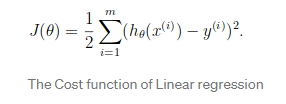 J(θ) = 1/2 ∑_{i=1}^{m} (h_θ(x^{(i)}) − y^{(i)})².
The Cost function of Linear regression